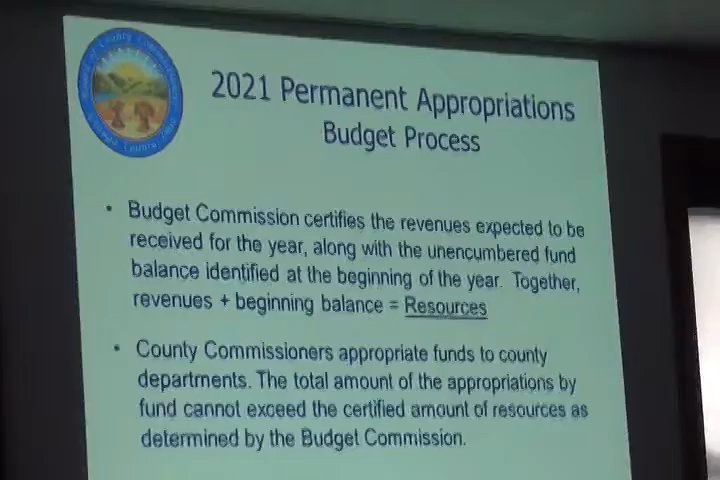 2021 Permanent Appropriations
Budget Process
• Budget Commission certifies the revenues expected to be
received for the year, along with the unencumbered fund
balance identified at the beginning of the year. Together,
revenues + beginning balance = Resources
• County Commissioners appropriate funds to county
departments. The total amount of the appropriations by
fund cannot exceed the certified amount of resources as
determined by the Budget Commission.